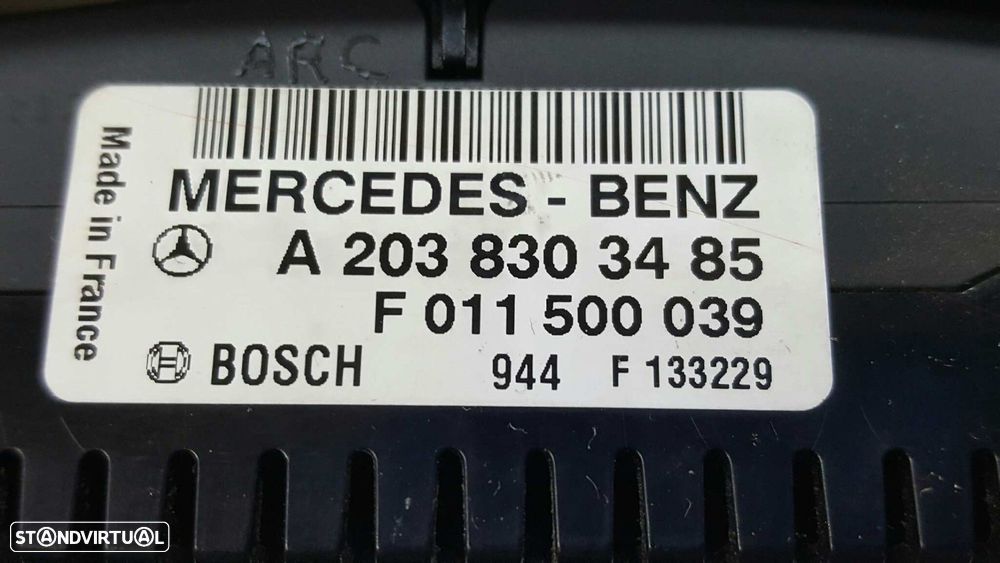 ARC
Made in France
MERCEDES - BENZ
A 203 830 34 85
F 011 500 039
BOSCH 944 F 133229
STANDVIRTUAL